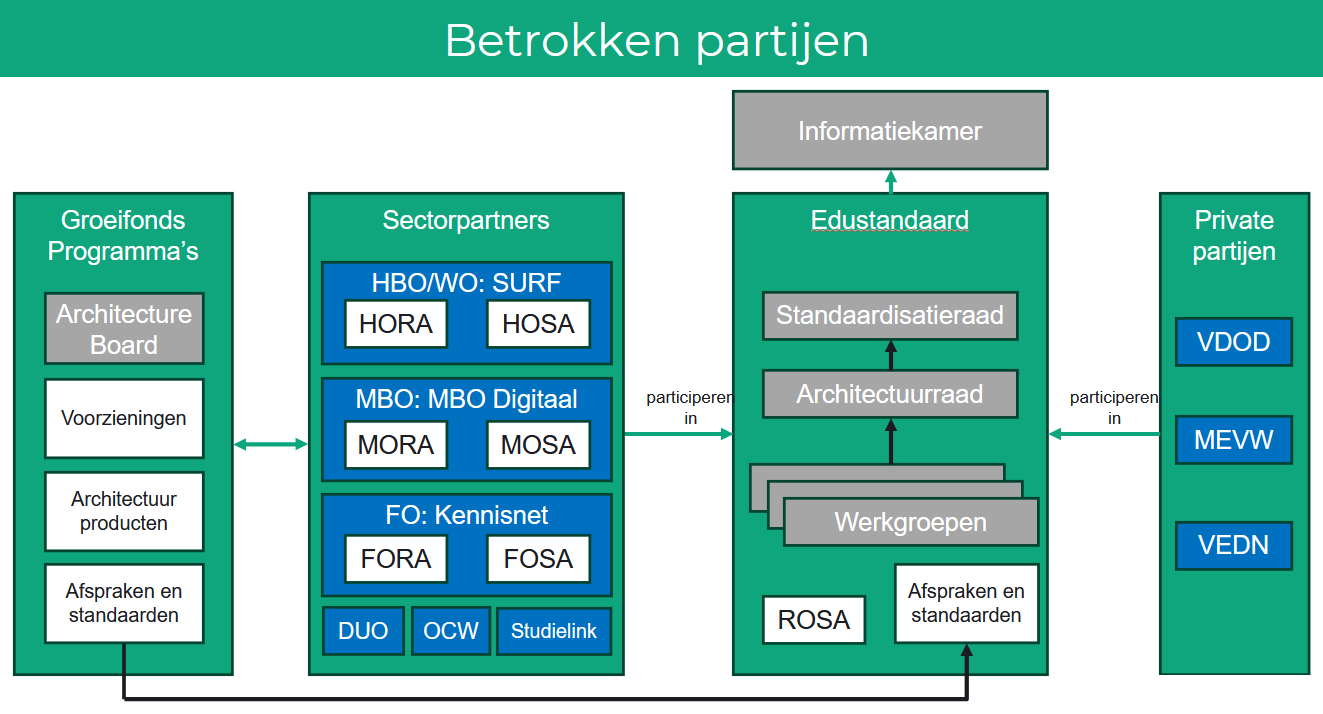 Betrokken partijen
Informatiekamer
Groeifonds
Programma's
Architecture
Board
Voorzieningen
Architectuur
producten
Afspraken en
standaarden
Sectorpartners
HBO/WO: SURF
HORA
HOSA
MBO: MBO Digitaal
MORA
MOSA
FO: Kennisnet
FORA
FOSA
DUO
OCW
Studielink
participeren
in
Edustandaard
Standaardisatieraad
Architectuurraad
Werkgroepen
ROSA
Afspraken en
standaarden
participeren
in
Private
partijen
VDOD
MEVW
VEDN